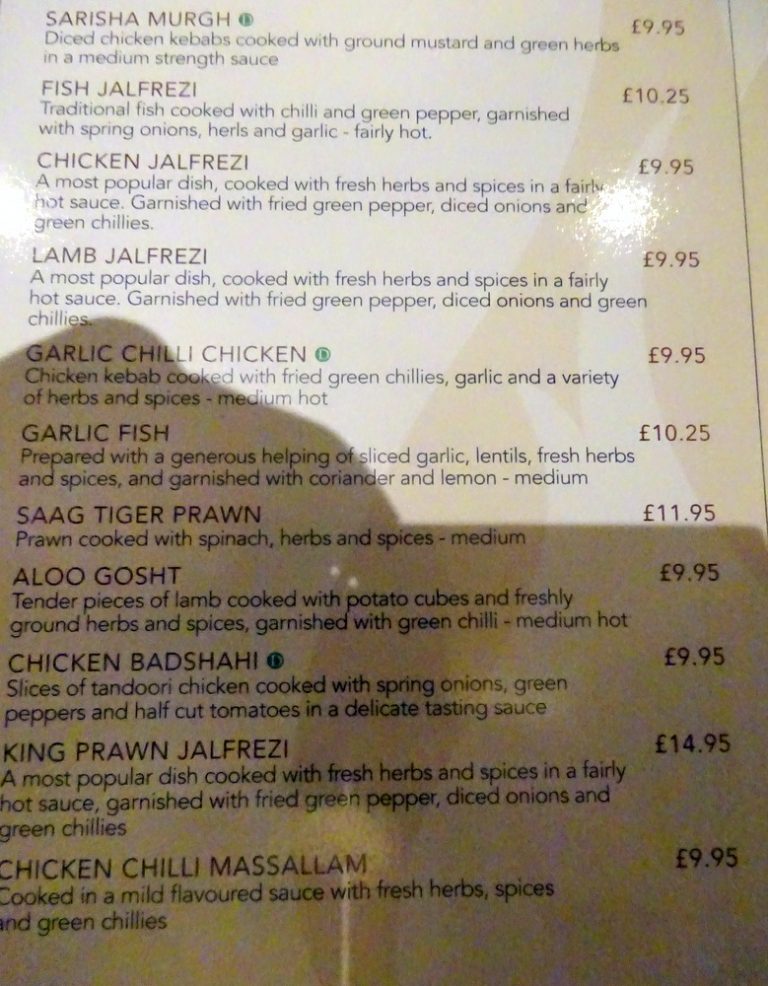 SARISHA MURGH D £9.95
Diced chicken kebabs cooked with ground mustard and green herbs
in a medium strength sauce
FISH JALFREZI £10.25
Traditional fish cooked with chilli and green pepper, garnished
with spring onions, herls and garlic - fairly hot.
CHICKEN JALFREZI £9.95
A most popular dish, cooked with fresh herbs and spices in a fairly
hot sauce. Garnished with fried green pepper, diced onions and
green chillies.
LAMB JALFREZI £9.95
A most popular dish, cooked with fresh herbs and spices in a fairly
hot sauce. Garnished with fried green pepper, diced onions and green
chillies.
GARLIC CHILLI CHICKEN D £9.95
Chicken kebab cooked with fried green chillies, garlic and a variety
of herbs and spices - medium hot
GARLIC FISH £10.25
Prepared with a generous helping of sliced garlic, lentils, fresh herbs
and spices, and garnished with coriander and lemon - medium
SAAG TIGER PRAWN £11.95
Prawn cooked with spinach, herbs and spices - medium
ALOO GOSHT £9.95
Tender pieces of lamb cooked with potato cubes and freshly
ground herbs and spices, garnished with green chilli - medium hot
CHICKEN BADSHAHI D £9.95
Slices of tandoori chicken cooked with spring onions, green
peppers and half cut tomatoes in a delicate tasting sauce
KING PRAWN JALFREZI £14.95
A most popular dish cooked with fresh herbs and spices in a fairly
hot sauce, garnished with fried green pepper, diced onions and
green chillies
CHICKEN CHILLI MASSALLAM £9.95
Cooked in a mild flavoured sauce with fresh herbs, spices
and green chillies